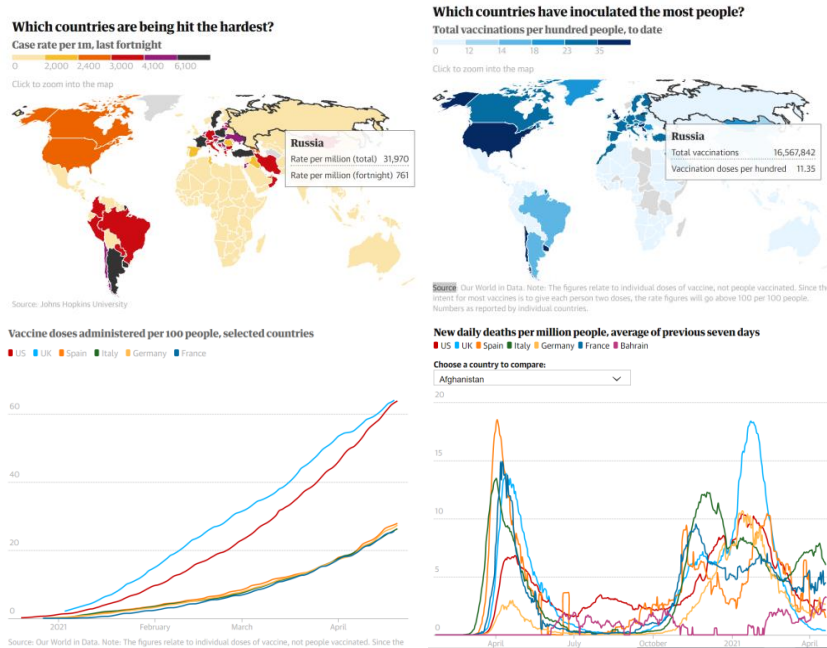 Which countries are being hit the hardest?
Case rate per 1m, last fortnight
0 2,000 2,400 3,000 4,100 6,100
Click to zoom into the map
Russia
Rate per million (total) 31,970
Rate per million (fortnight) 761
Source: Johns Hopkins University
Which countries have inoculated the most people?
Total vaccinations per hundred people, to date
0 12 14 18 23 35
Click to zoom into the map
Russia
Total vaccinations 16,567,842
Vaccination doses per hundred 11.35
Source: Our World in Data. Note: The figures relate to individual doses of vaccine, not people vaccinated. Since the
intent for most vaccines is to give each person two doses, the rate figures will go above 100 per 100 people.
Numbers as reported by individual countries.
Vaccine doses administered per 100 people, selected countries
US UK Spain Italy Germany France
60
40
20
0
2021 February March April
Source: Our World in Data. Note: The figures relate to individual doses of vaccine, not people vaccinated. Since the
New daily deaths per million people, average of previous seven days
US UK Spain Italy Germany France Bahrain
Choose a country to compare:
Afghanistan
20
15
10
5
0
April July October 2021 April